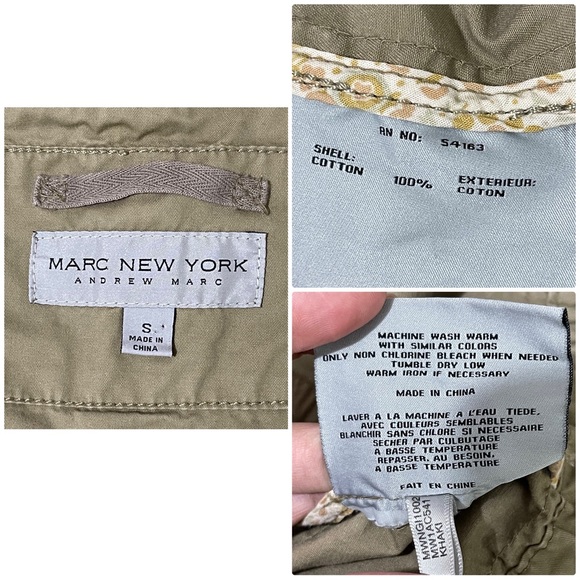 MARC NEW YORK
ANDREW MARC
S
MADE IN
CHINA
RN NO: 54163
SHELL:
COTTON
100%
EXTERIEUR:
COTON
MACHINE WASH WARM
WITH SIMILAR COLORS
ONLY NON CHLORINE BLEACH WHEN NEEDED
TUMBLE DRY LOW
WARM IRON IF NECESSARY
MADE IN CHINA
LAVER A LA MACHINE A L'EAU TIEDE,
AVEC COULEURS SEMBLABLES
BLANCHIR SANS CHLORE SI NECESSAIRE
SECHER PAR CULBUTAGE
A BASSE TEMPERATURE
REPASSER, AU BESOIN,
A BASSE TEMPERATURE
FAIT EN CHINE
MWNGI1002
MW1AC541
KHAKI